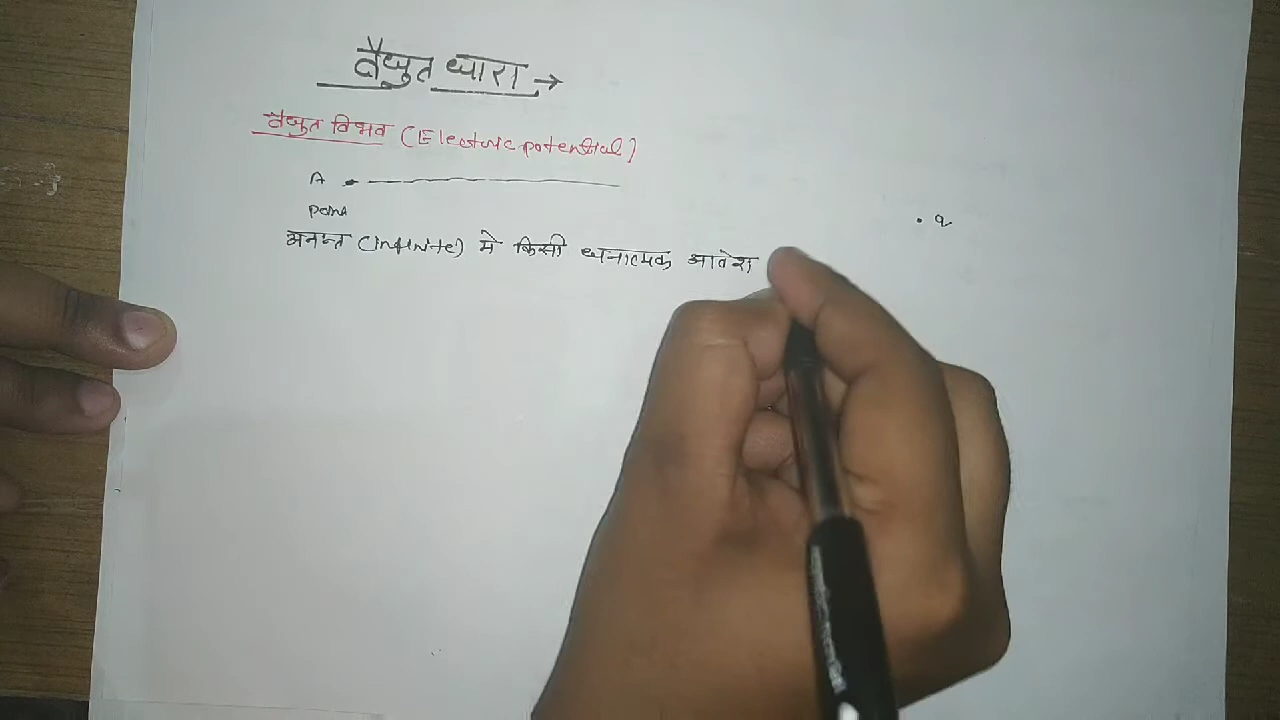 वैधुत धारा →
वैधुत विभव (Electric potential)
A
point
. q
अनन्त (Infinite) मे किसी धनात्मक आवेश